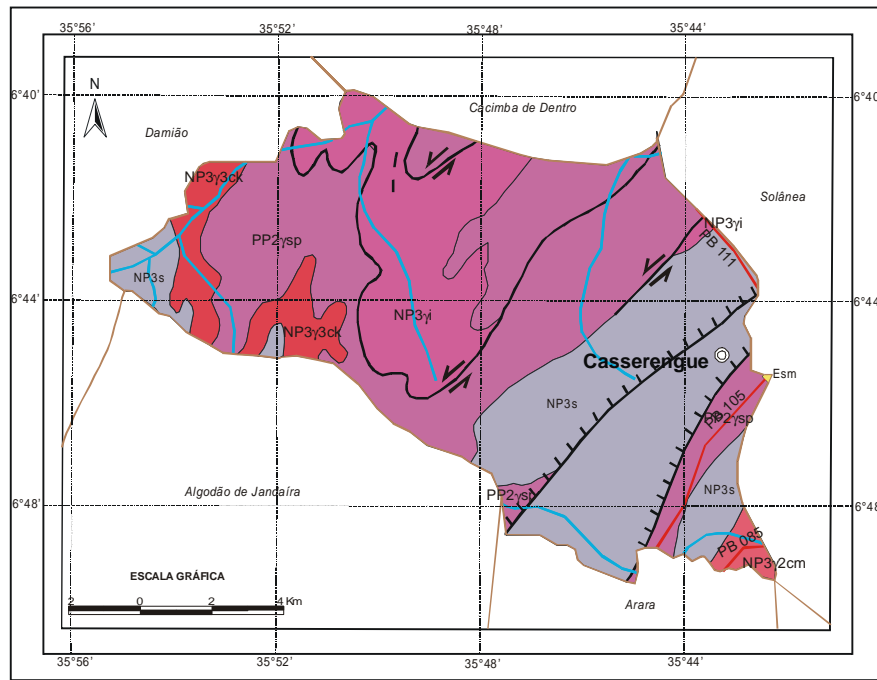 35°56’ 35°52’ 35°48’ 35°44’
6°40’ 6°40’
N
Cacimba de Dentro
Damião
NP3γ3ck
Solânea
NP3γi
PB 111
PP2γsp
NP3s
6°44’ 6°44’
NP3γi
NP3γ3ck
Casserengue
Esm
NP3s
PB 105
PP2γsp
Algodão de Jandaíra
PP2γsp
NP3s
6°48’ 6°48’
PB 085
NP3γ2cm
ESCALA GRÁFICA
2 0 2 4 Km
Arara
35°56’ 35°52’ 35°48’ 35°44’